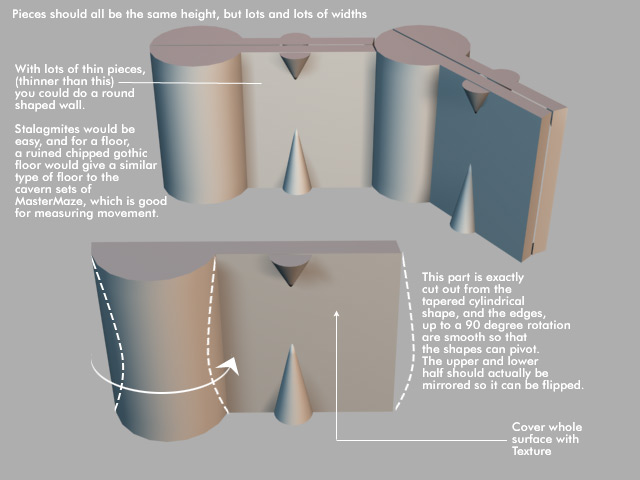 Pieces should all be the same height, but lots and lots of widths
With lots of thin pieces,
(thinner than this)
you could do a round
shaped wall.
Stalagmites would be
easy, and for a floor,
a ruined chipped gothic
floor would give a similar
type of floor to the
cavern sets of
MasterMaze, which is good
for measuring movement.
This part is exactly
cut out from the
tapered cylindrical
shape, and the edges,
up to a 90 degree rotation
are smooth so that
the shapes can pivot.
The upper and lower
half should actually be
mirrored so it can be flipped.
Cover whole
surface with
Texture